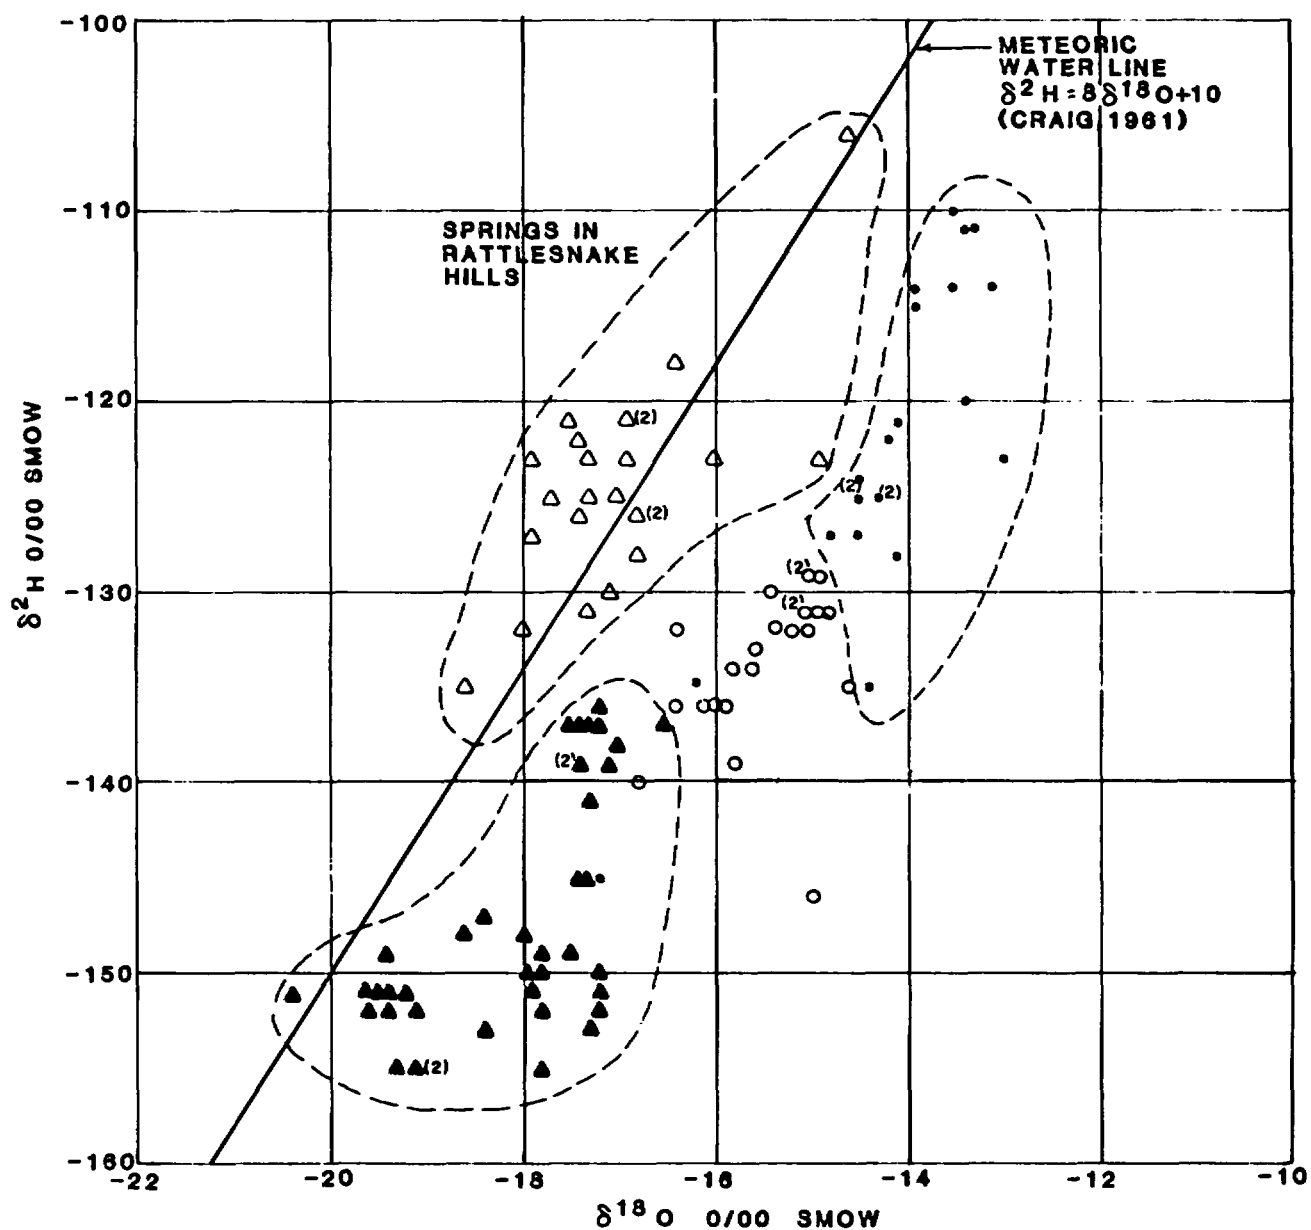 -100
METEORIC
WATER LINE
δ²H=8δ¹⁸O+10
(CRAIG,1961)
-110
SPRINGS IN
RATTLESNAKE
HILLS
-120
(2)
(2)
(2)
(2)
(2)
-130
(2)
(2)
-140
-150
(2)
-160
-22
-20
-18
-16
-14
-12
-10
δ²H 0/00 SMOW
δ¹⁸O 0/00 SMOW